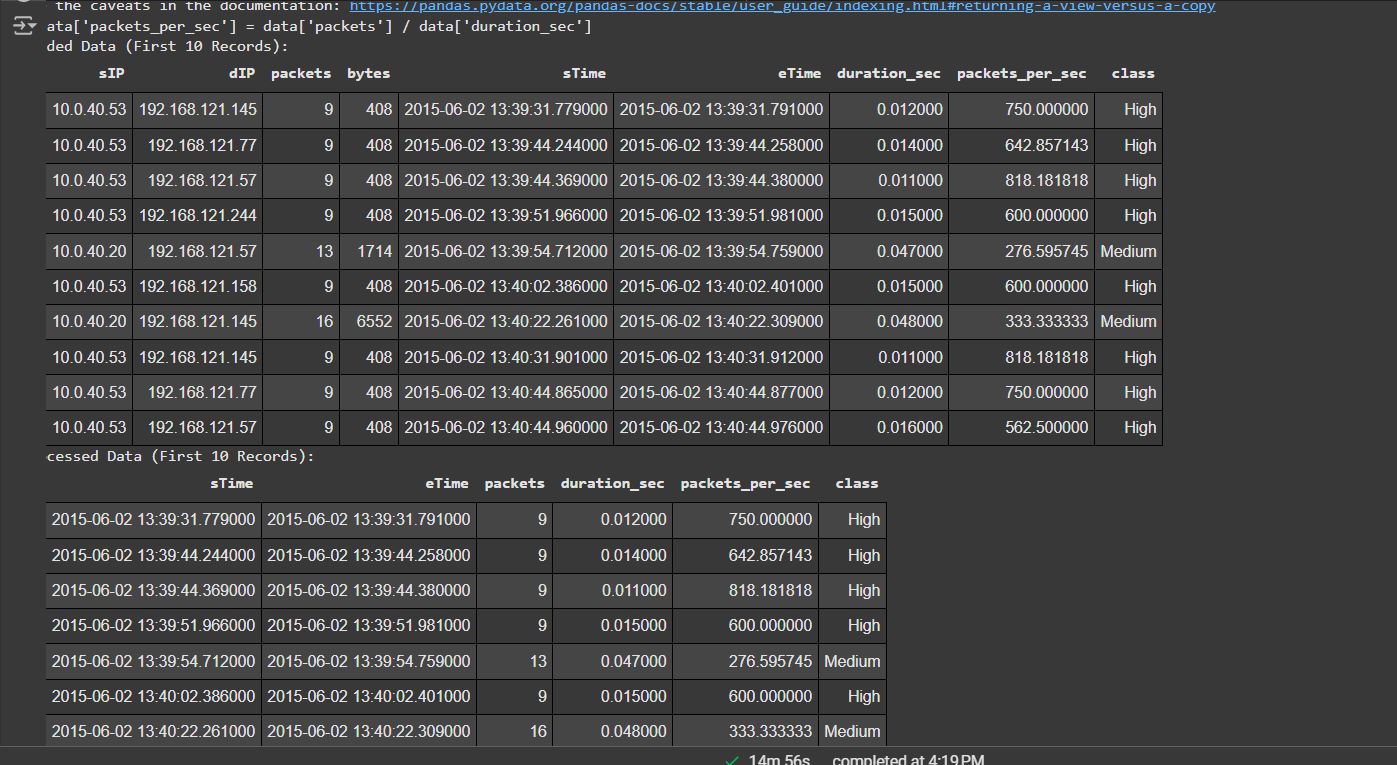 the caveats in the documentation: https://pandas.pydata.org/pandas-docs/stable/user_guide/indexing.html#returning-a-view-versus-a-copy
ata['packets_per_sec'] = data['packets'] / data['duration_sec']
ded Data (First 10 Records):
sIP dIP packets bytes sTime eTime duration_sec packets_per_sec class
10.0.40.53 192.168.121.145 9 408 2015-06-02 13:39:31.779000 2015-06-02 13:39:31.791000 0.012000 750.000000 High
10.0.40.53 192.168.121.77 9 408 2015-06-02 13:39:44.244000 2015-06-02 13:39:44.258000 0.014000 642.857143 High
10.0.40.53 192.168.121.57 9 408 2015-06-02 13:39:44.369000 2015-06-02 13:39:44.380000 0.011000 818.181818 High
10.0.40.53 192.168.121.244 9 408 2015-06-02 13:39:51.966000 2015-06-02 13:39:51.981000 0.015000 600.000000 High
10.0.40.20 192.168.121.57 13 1714 2015-06-02 13:39:54.712000 2015-06-02 13:39:54.759000 0.047000 276.595745 Medium
10.0.40.53 192.168.121.158 9 408 2015-06-02 13:40:02.386000 2015-06-02 13:40:02.401000 0.015000 600.000000 High
10.0.40.20 192.168.121.145 16 6552 2015-06-02 13:40:22.261000 2015-06-02 13:40:22.309000 0.048000 333.333333 Medium
10.0.40.53 192.168.121.145 9 408 2015-06-02 13:40:31.901000 2015-06-02 13:40:31.912000 0.011000 818.181818 High
10.0.40.53 192.168.121.77 9 408 2015-06-02 13:40:44.865000 2015-06-02 13:40:44.877000 0.012000 750.000000 High
10.0.40.53 192.168.121.57 9 408 2015-06-02 13:40:44.960000 2015-06-02 13:40:44.976000 0.016000 562.500000 High
cessed Data (First 10 Records):
sTime eTime packets duration_sec packets_per_sec class
2015-06-02 13:39:31.779000 2015-06-02 13:39:31.791000 9 0.012000 750.000000 High
2015-06-02 13:39:44.244000 2015-06-02 13:39:44.258000 9 0.014000 642.857143 High
2015-06-02 13:39:44.369000 2015-06-02 13:39:44.380000 9 0.011000 818.181818 High
2015-06-02 13:39:51.966000 2015-06-02 13:39:51.981000 9 0.015000 600.000000 High
2015-06-02 13:39:54.712000 2015-06-02 13:39:54.759000 13 0.047000 276.595745 Medium
2015-06-02 13:40:02.386000 2015-06-02 13:40:02.401000 9 0.015000 600.000000 High
2015-06-02 13:40:22.261000 2015-06-02 13:40:22.309000 16 0.048000 333.333333 Medium
14m 56s completed at 4:19 PM